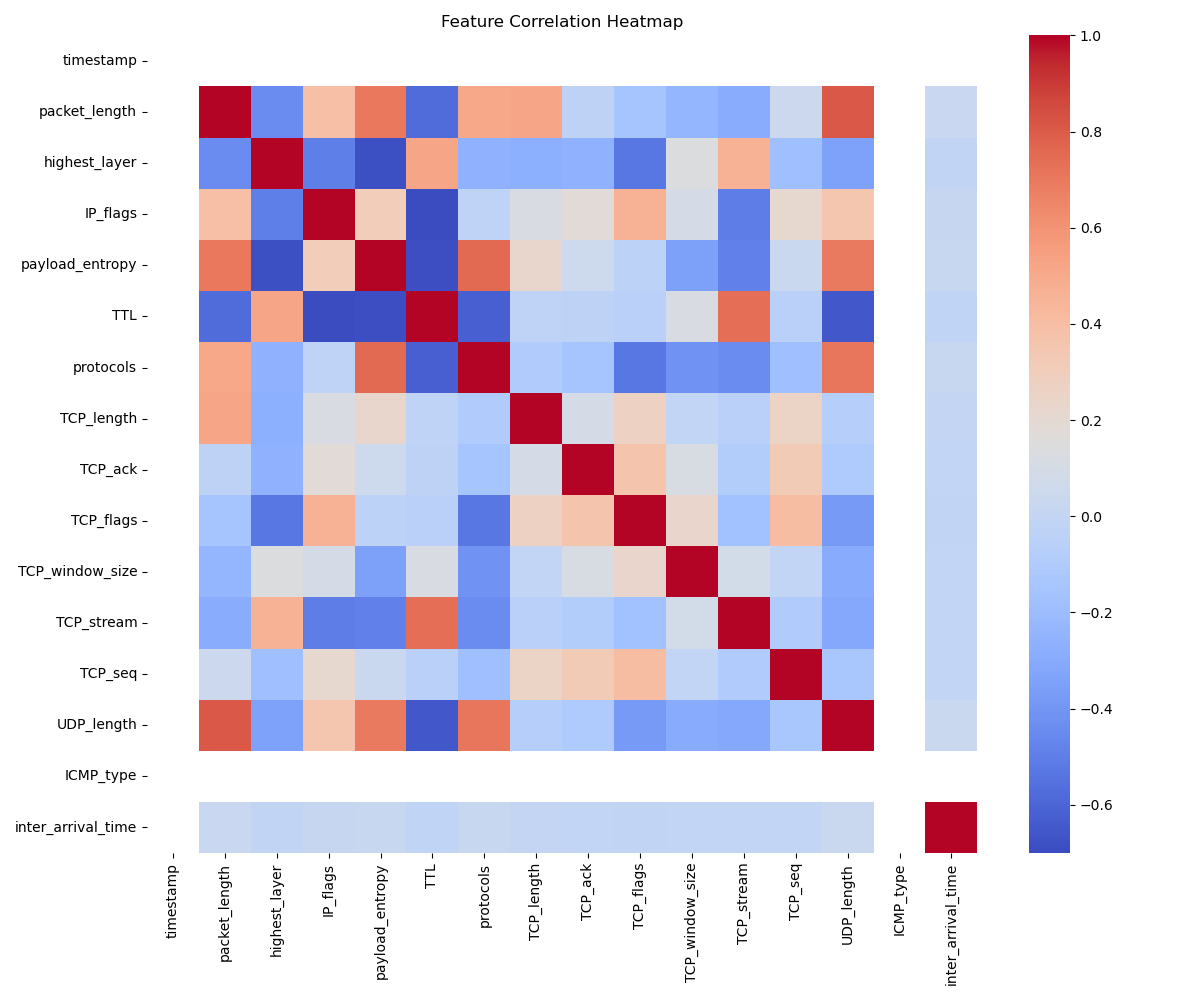 Feature Correlation Heatmap
timestamp
packet_length
highest_layer
IP_flags
payload_entropy
TTL
protocols
TCP_length
TCP_ack
TCP_flags
TCP_window_size
TCP_stream
TCP_seq
UDP_length
ICMP_type
inter_arrival_time
timestamp
packet_length
highest_layer
IP_flags
payload_entropy
TTL
protocols
TCP_length
TCP_ack
TCP_flags
TCP_window_size
TCP_stream
TCP_seq
UDP_length
ICMP_type
inter_arrival_time
1.0
0.8
0.6
0.4
0.2
0.0
−0.2
−0.4
−0.6